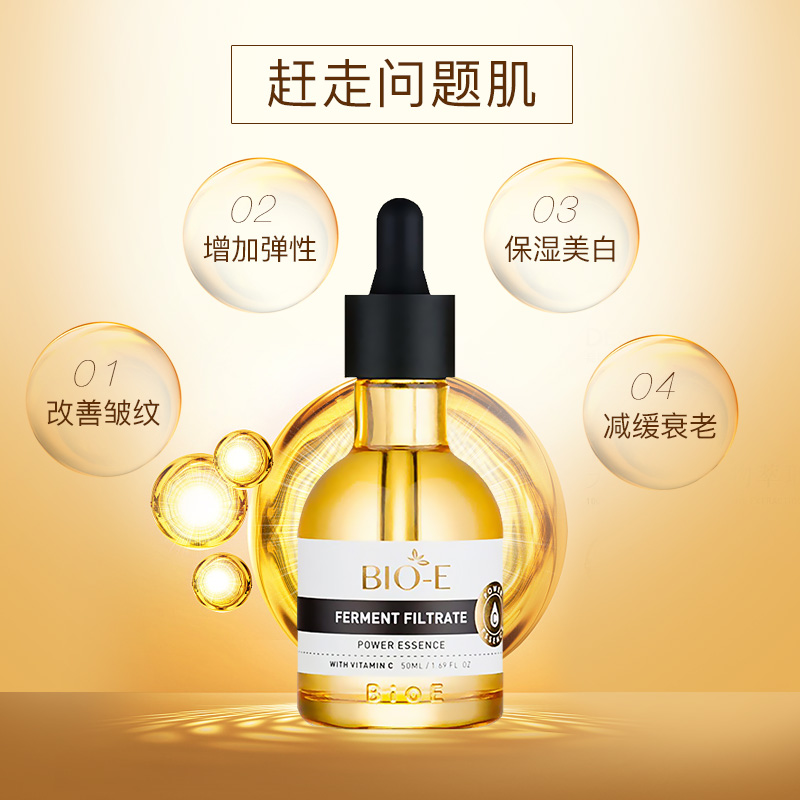 赶走问题肌
02
增加弹性
03
保湿美白
01
改善皱纹
04
减缓衰老
BIO-E
FERMENT FILTRATE
POWER ESSENCE
WITH VITAMIN C 50ML / 1.69 FL. OZ
BioE
POWER
C